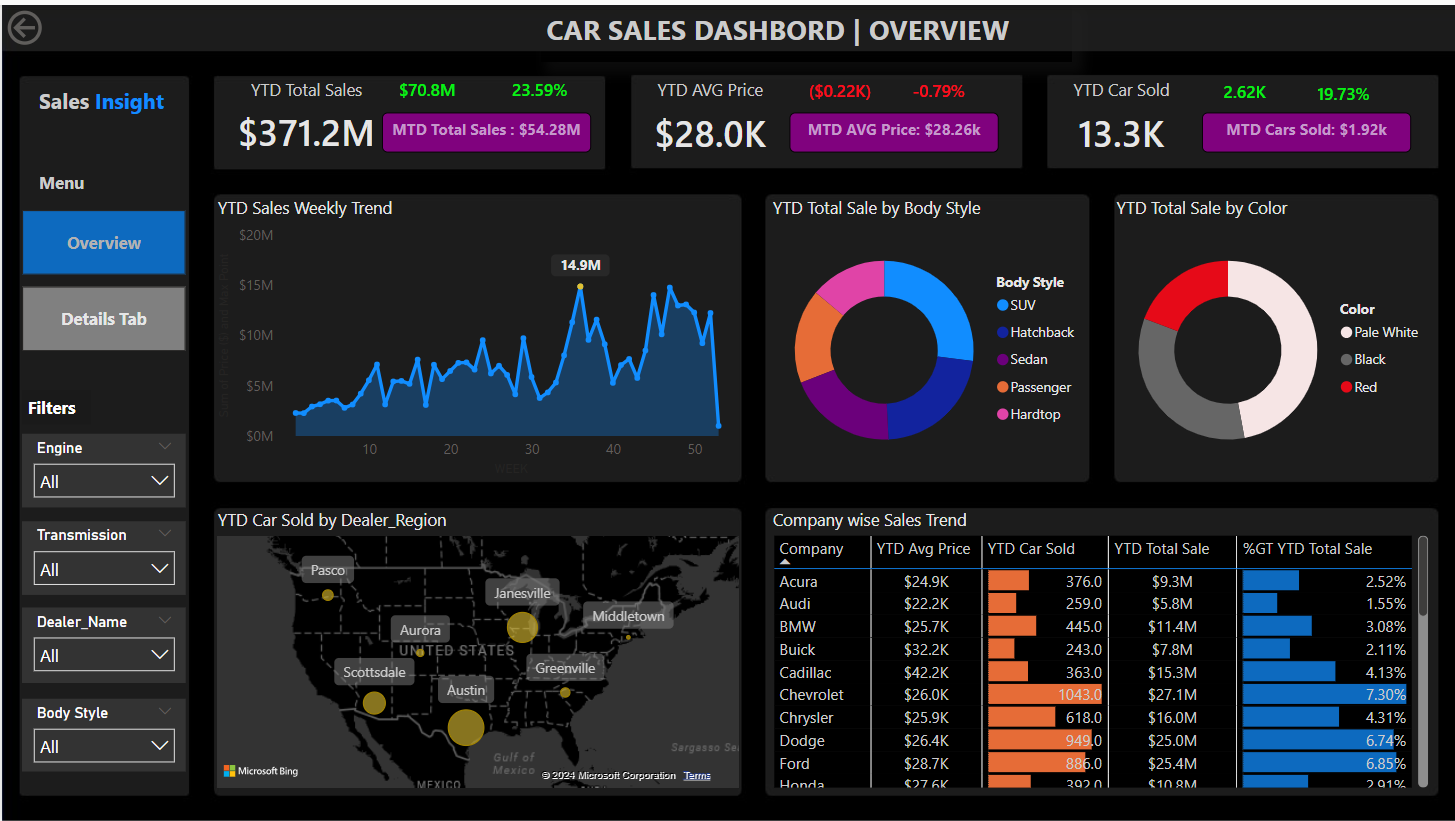 CAR SALES DASHBORD | OVERVIEW
Sales Insight
Menu
Overview
Details Tab
Filters
Engine
All
Transmission
All
Dealer_Name
All
Body Style
All
YTD Total Sales $70.8M 23.59%
$371.2M MTD Total Sales : $54.28M
YTD AVG Price ($0.22K) -0.79%
$28.0K MTD AVG Price: $28.26k
YTD Car Sold 2.62K 19.73%
13.3K MTD Cars Sold: $1.92k
YTD Sales Weekly Trend
$20M
$15M
$10M
$5M
$0M
14.9M
10 20 30 40 50
WEEK
YTD Total Sale by Body Style
Body Style
SUV
Hatchback
Sedan
Passenger
Hardtop
YTD Total Sale by Color
Color
Pale White
Black
Red
YTD Car Sold by Dealer_Region
Pasco
Janesville
Middletown
Aurora
UNITED STATES
Scottsdale
Greenville
Austin
Gulf of
Mexico
Sargasso Se
MEXICO
Microsoft Bing
© 2024 Microsoft Corporation Terms
Company wise Sales Trend
Company YTD Avg Price YTD Car Sold YTD Total Sale %GT YTD Total Sale
Acura $24.9K 376.0 $9.3M 2.52%
Audi $22.2K 259.0 $5.8M 1.55%
BMW $25.7K 445.0 $11.4M 3.08%
Buick $32.2K 243.0 $7.8M 2.11%
Cadillac $42.2K 363.0 $15.3M 4.13%
Chevrolet $26.0K 1043.0 $27.1M 7.30%
Chrysler $25.9K 618.0 $16.0M 4.31%
Dodge $26.4K 949.0 $25.0M 6.74%
Ford $28.7K 886.0 $25.4M 6.85%
Honda $27.6K 392.0 $10.8M 2.91%